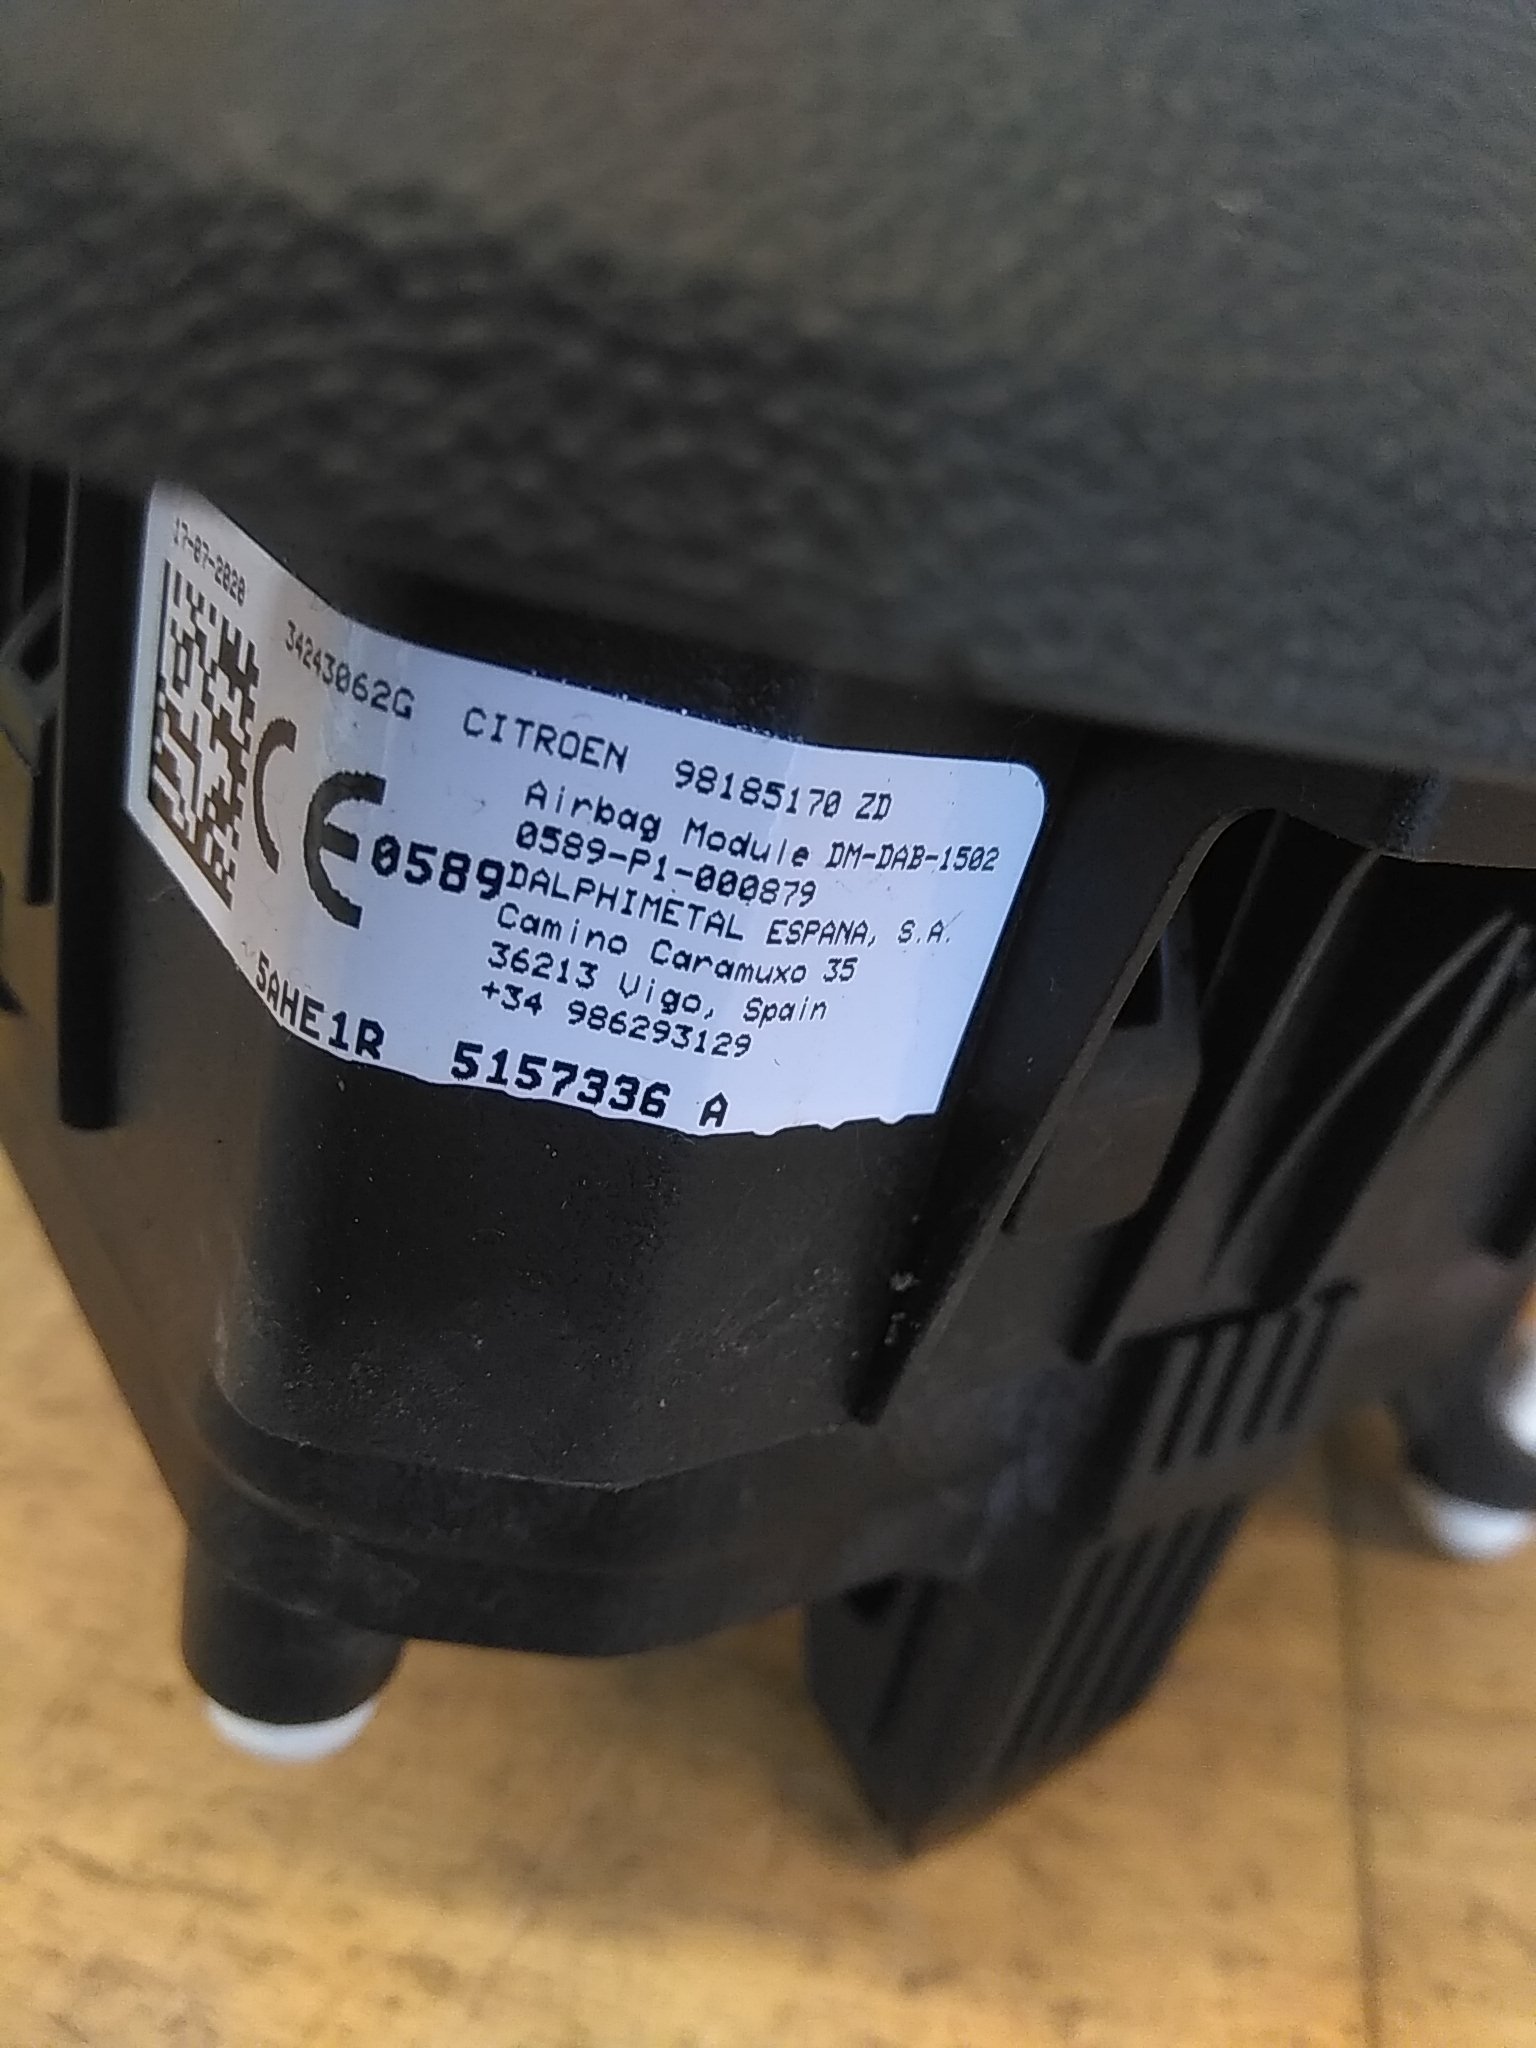 17-07-2020
34243062G CITROEN 98185170 ZD
Airbag Module DM-DAB-1502
0589-P1-000879
CE 0589 DALPHIMETAL ESPANA, S.A.
Camino Caramuxo 35
36213 Vigo, Spain
+34 986293129
5AHE1R 5157336 A